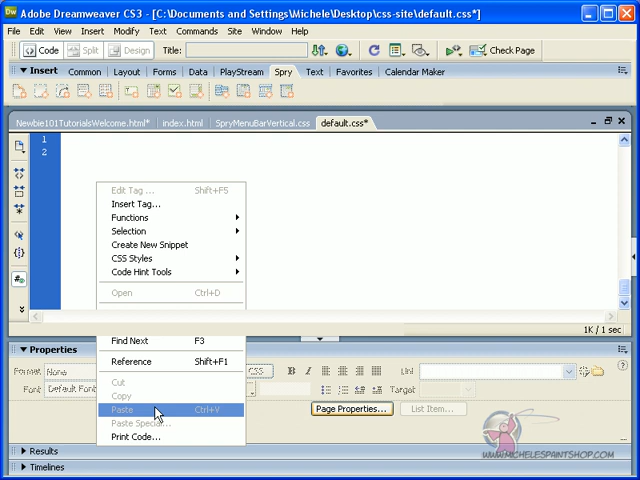 Adobe Dreamweaver CS3 - [C:\Documents and Settings\Michele\Desktop\css-site\default.css*]
File Edit View Insert Modify Text Commands Site Window Help
Code Split Design Title: Check Page
Insert Common Layout Forms Data PlayStream Spry Text Favorites Calendar Maker
Newbie101TutorialsWelcome.html* index.html SpryMenuBarVertical.css default.css*
1
2
Edit Tag ... Shift+F5
Insert Tag...
Functions
Selection
Create New Snippet
CSS Styles
Code Hint Tools
Open Ctrl+D
1K / 1 sec
Find Next F3
Properties
Reference Shift+F1
Format None CSS B I Link
Cut
Font Default Font Target
Copy
Paste Ctrl+V
Page Properties... List Item...
Paste Special...
Print Code...
Results
WWW.MICHELESPAINTSHOP.COM
Timelines